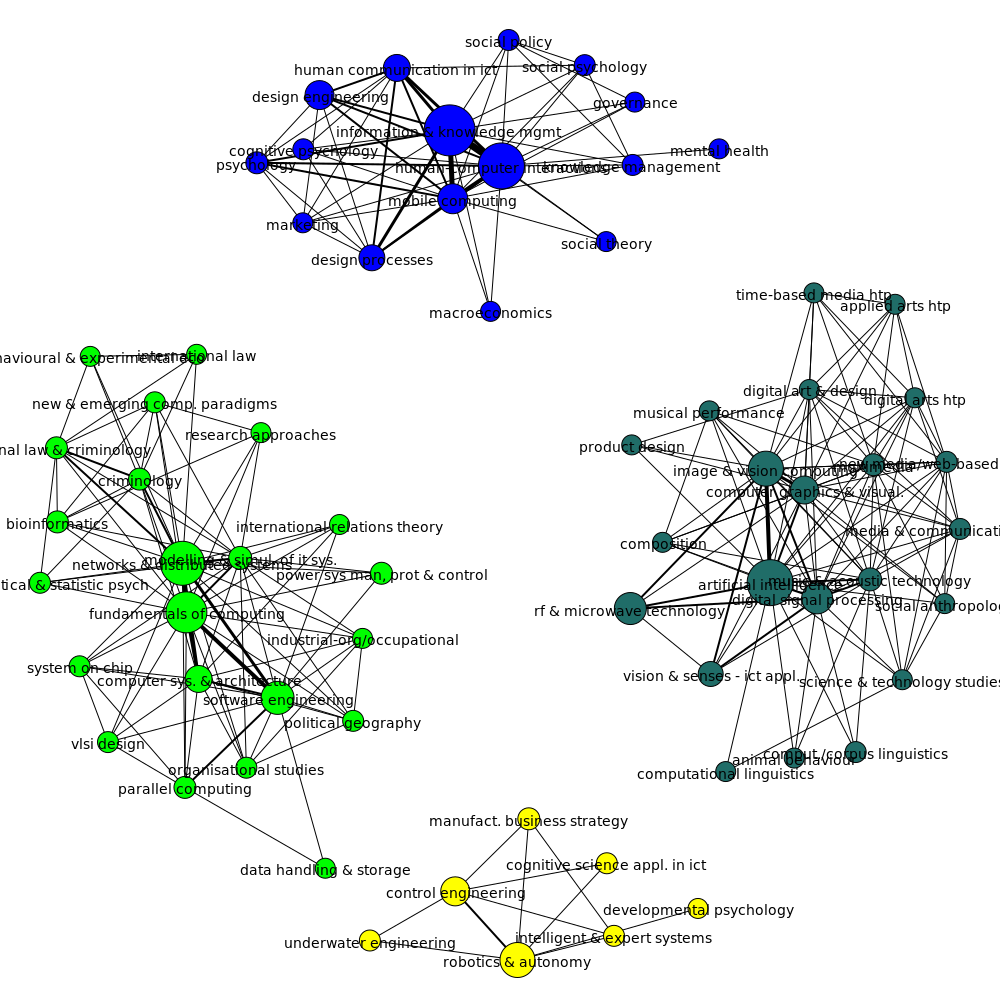 social policy
human communication in ict
social psychology
design engineering
governance
information & knowledge mgmt
cognitive psychology
mental health
psychology
human-computer interactions
knowledge management
mobile computing
marketing
social theory
design processes
macroeconomics
time-based media htp
applied arts htp
international law
digital art & design
digital arts htp
new & emerging comp. paradigms
musical performance
research approaches
product design
nal law & criminology
new media/web-based
image & vision computing
criminology
computer graphics & visual.
bioinformatics
international relations theory
media & communicati
composition
modelling & simul. of it sys.
networks & distributed systems
power sys man, prot & control
tical & statistic psych
artificial intelligence
music & acoustic technology
digital signal processing
social anthropolo
rf & microwave technology
fundamentals of computing
industrial-org/occupational
system on chip
vision & senses - ict appl.
computer sys. & architecture
science & technology studies
software engineering
political geography
vlsi design
comput./corpus linguistics
animal behaviour
organisational studies
computational linguistics
parallel computing
manufact. business strategy
cognitive science appl. in ict
data handling & storage
control engineering
developmental psychology
intelligent & expert systems
underwater engineering
robotics & autonomy